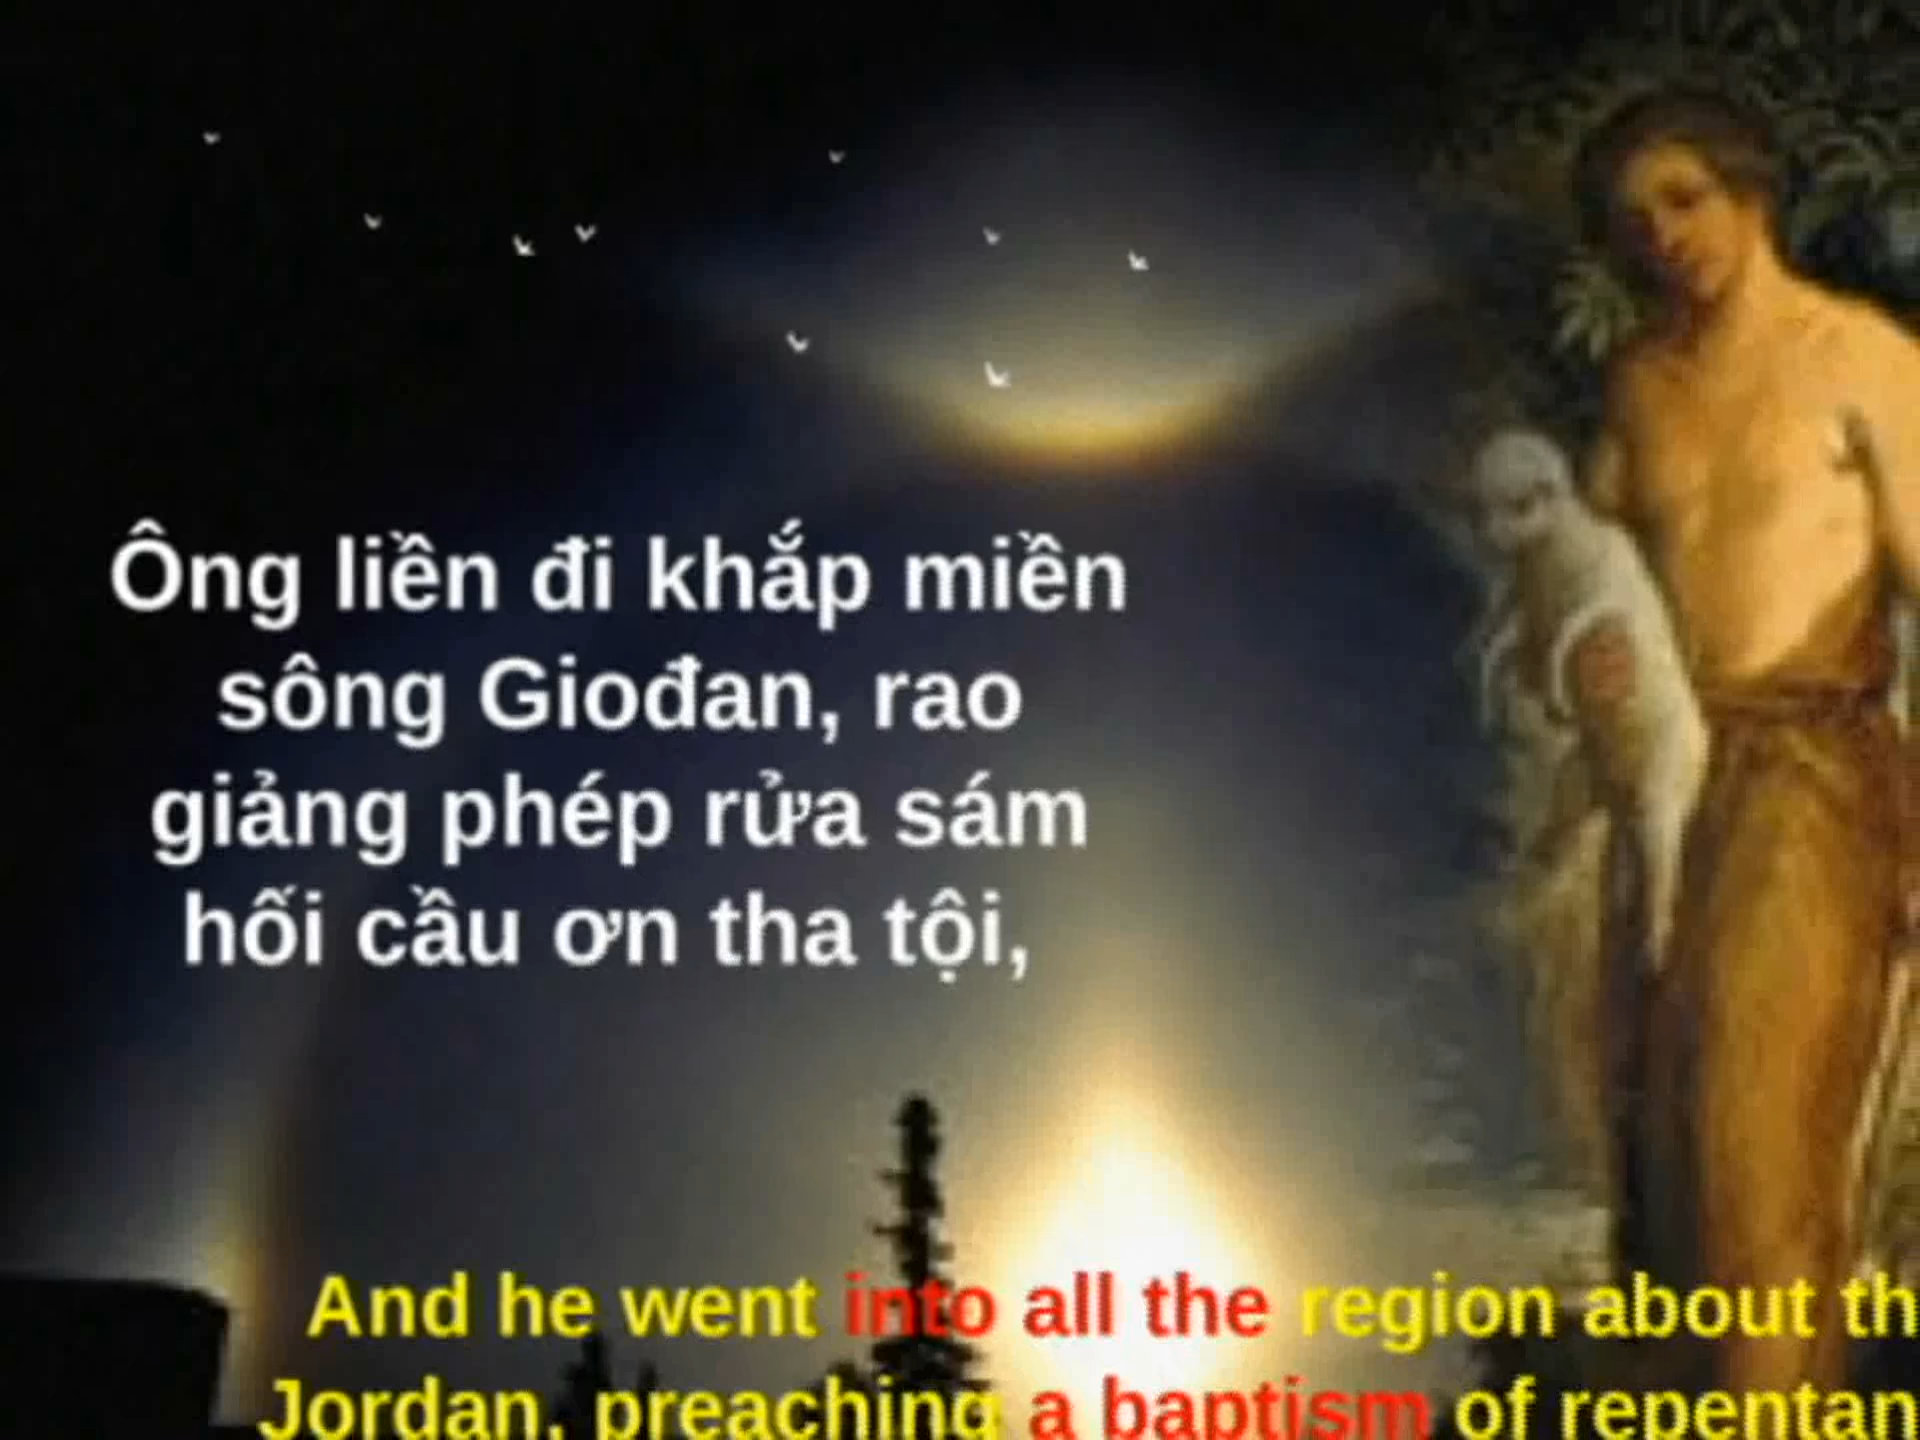 Ông liền đi khắp miền
sông Giođan, rao
giảng phép rửa sám
hối cầu ơn tha tội,
And he went into all the region about th
Jordan, preaching a baptism of repentan